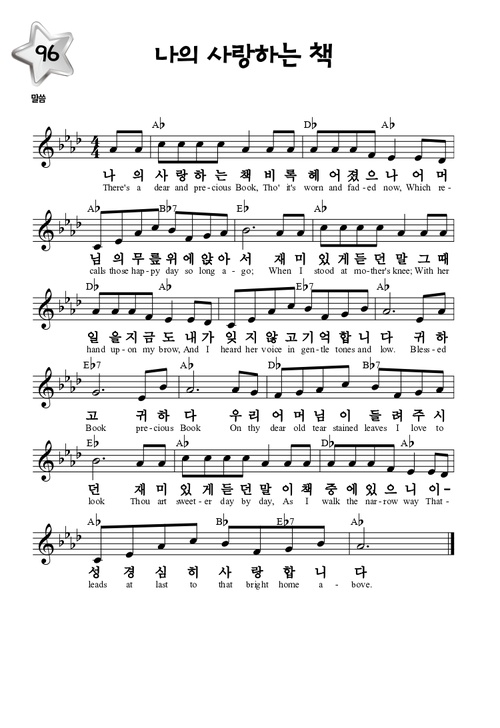 96
나의 사랑하는 책
말씀
A♭ D♭ A♭
나 의 사 랑 하 는 책 비 록 헤 어 졌 으 나 어 머
There's a dear and pre-cious Book, Tho' it's worn and fad-ed now, Which re-
A♭ B♭7 E♭ A♭
님 의 무 릎 위 에 앉 아 서 재 미 있 게 듣 던 말 그 때
calls those hap-py day so long a-go; When I stood at mo-ther's knee; With her
D♭ A♭ E♭7 A♭
일 을 지 금 도 내 가 잊 지 않 고 기 억 합 니 다 귀 하
hand up-on my brow, And I heard her voice in gen-tle tones and low. Bless-ed
E♭7 A♭ D♭ B♭7
고 귀 하 다 우 리 어 머 님 이 들 려 주 시
Book pre-cious Book On thy dear old tear stained leaves I love to
E♭ A♭ D♭ A♭
던 재 미 있 게 듣 던 말 이 책 중 에 있 으 니 이-
look Thou art sweet-er day by day, As I walk the nar-row way That-
A♭ D♭ B♭ E♭7 A♭
성 경 심 히 사 랑 합 니 다
leads at last to that bright home a-bove.